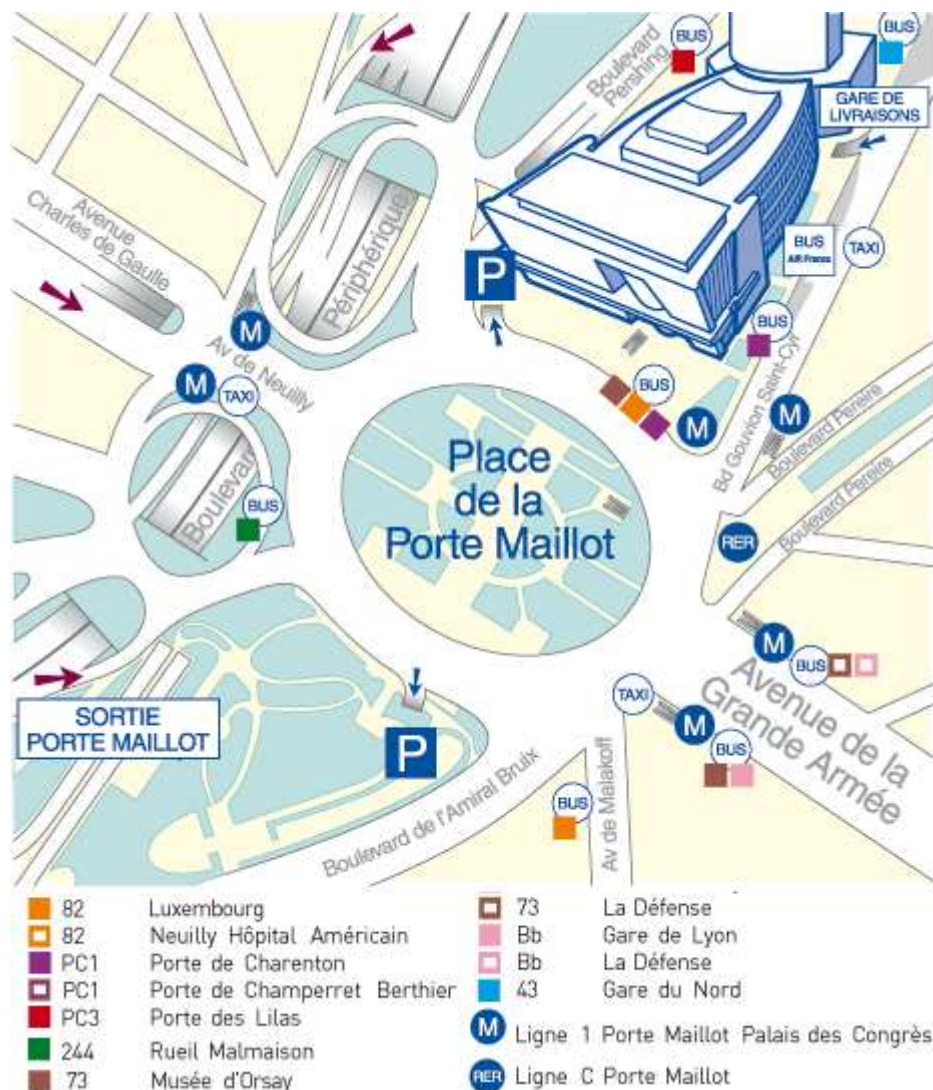 BUS
BUS
Boulevard
Pershing
GARE DE
LIVRAISONS
Avenue
Charles de Gaulle
Périphérique
P
BUS
AIR France
TAXI
M
BUS
Av de Neuilly
M
TAXI
BUS
M
M
Bd Gouvion Saint-Cyr
Boulevard Pereire
Boulevard Pereire
Place
de la
Porte Maillot
Boulevard
BUS
RER
M
BUS
SORTIE
PORTE MAILLOT
P
TAXI
M
BUS
Avenue de la
Grande Armée
Boulevard de l'Amiral Bruix
BUS
Av de Malakoff
82 Luxembourg
82 Neuilly Hôpital Américain
PC1 Porte de Charenton
PC1 Porte de Champerret Berthier
PC3 Porte des Lilas
244 Rueil Malmaison
73 Musée d'Orsay
73 La Défense
Bb Gare de Lyon
Bb La Défense
43 Gare du Nord
M Ligne 1 Porte Maillot Palais des Congrès
RER Ligne C Porte Maillot